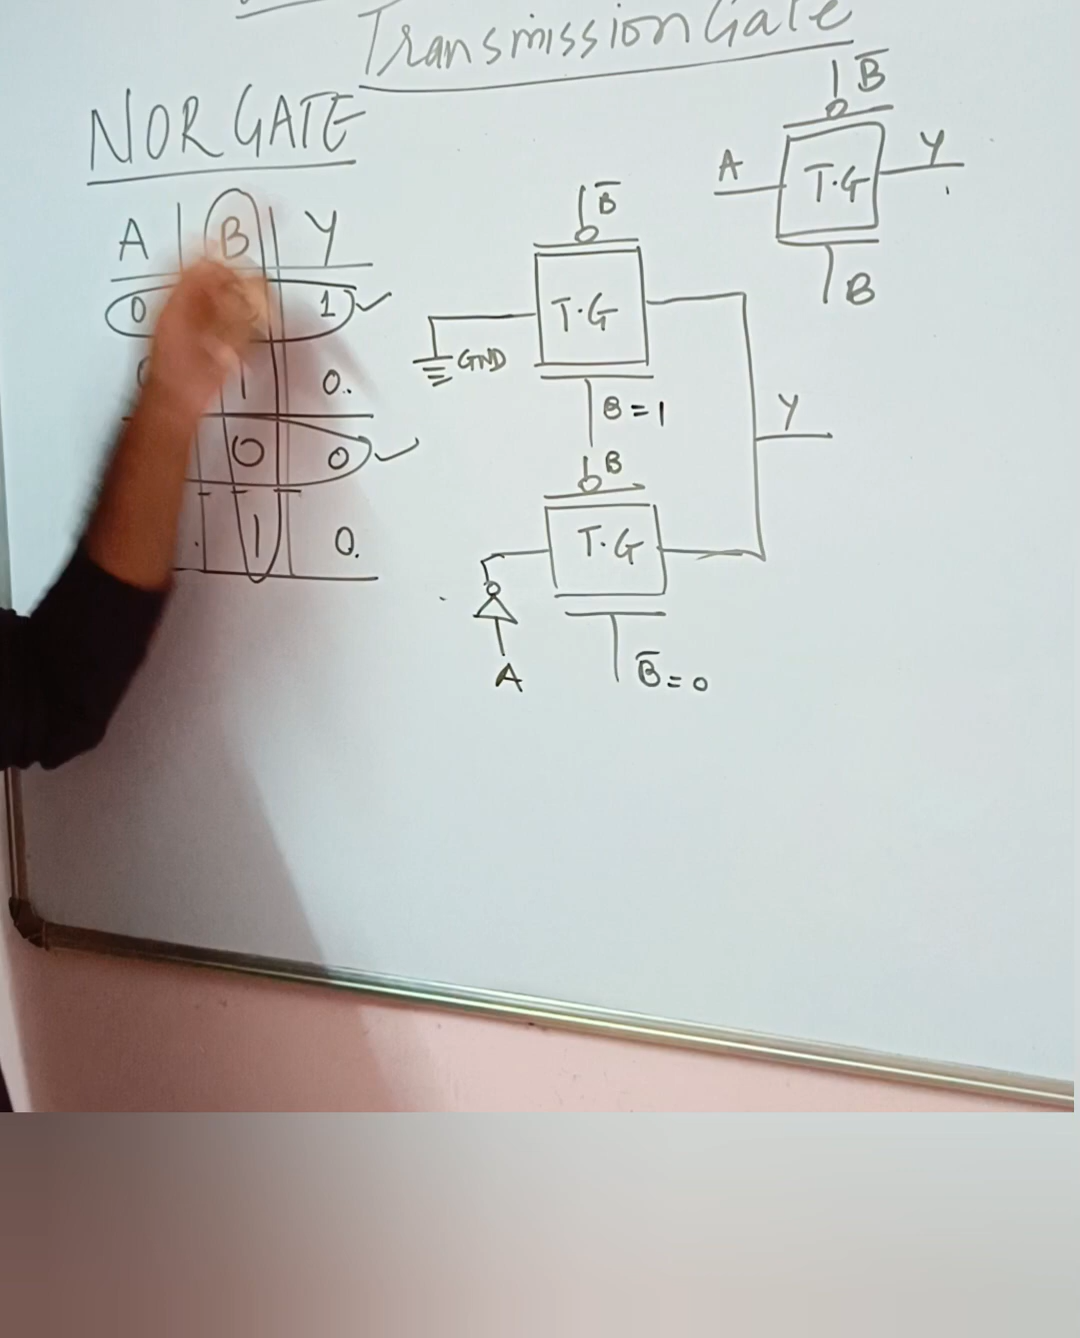 Transmission Gate
NOR GATE
A B Y
0 1
1 0.
0 0
1 0.
B̅
T.G
GND
B = 1
B
T.G
A
B̅ = 0
Y
B̅
A T.G Y
B